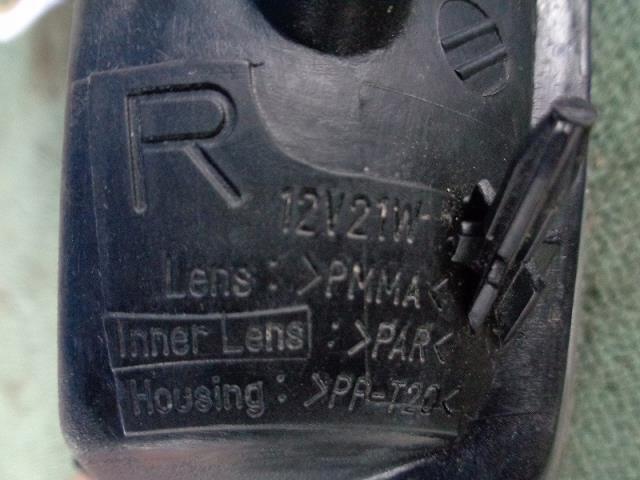 R
12V21W
Lens: >PMMA<
Inner Lens : >PAR<
Housing: >PP-T20<